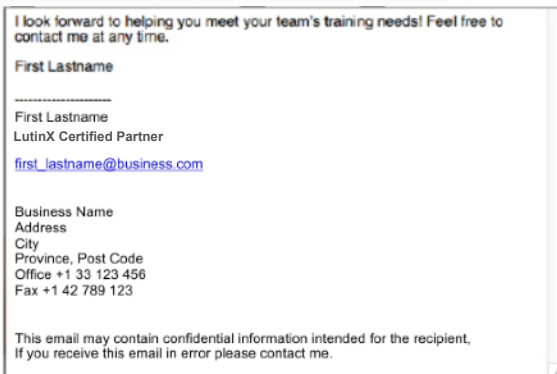 I look forward to helping you meet your team's training needs! Feel free to
contact me at any time.
First Lastname
----------------------
First Lastname
LutinX Certified Partner
first_lastname@business.com
Business Name
Address
City
Province, Post Code
Office +1 33 123 456
Fax +1 42 789 123
This email may contain confidential information intended for the recipient,
If you receive this email in error please contact me.